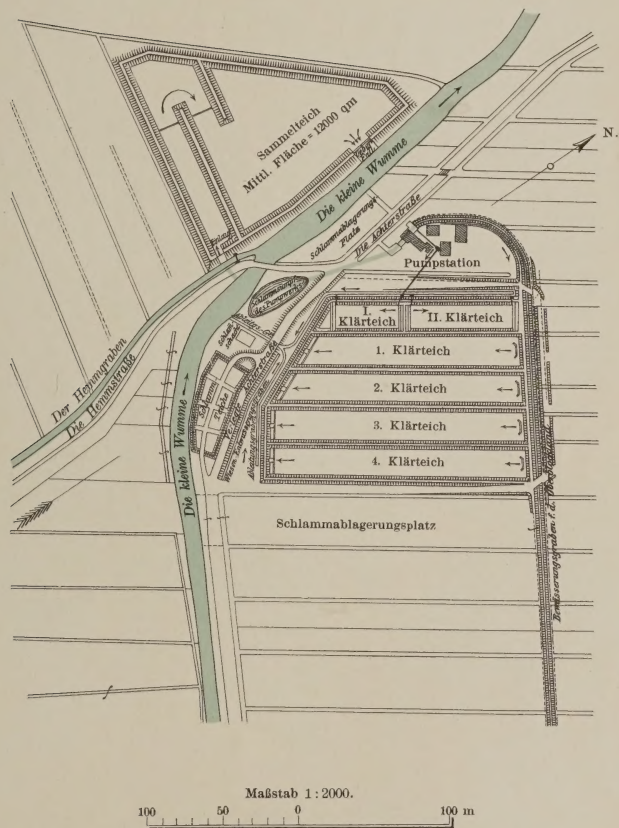 Sammelteich
Mittl. Fläche = 12000 qm
Die kleine Wumme
N.
Schlammablagerungs-
Platz
Die Achterstraße
Pumpstation
I.
Klärteich
II. Klärteich
1. Klärteich
2. Klärteich
3. Klärteich
4. Klärteich
Der Hemmgraben
Die Hemmstraße
Die kleine Wumme
Schlammablagerungsplatz
Maßstab 1:2000.
100 50 0 100 m